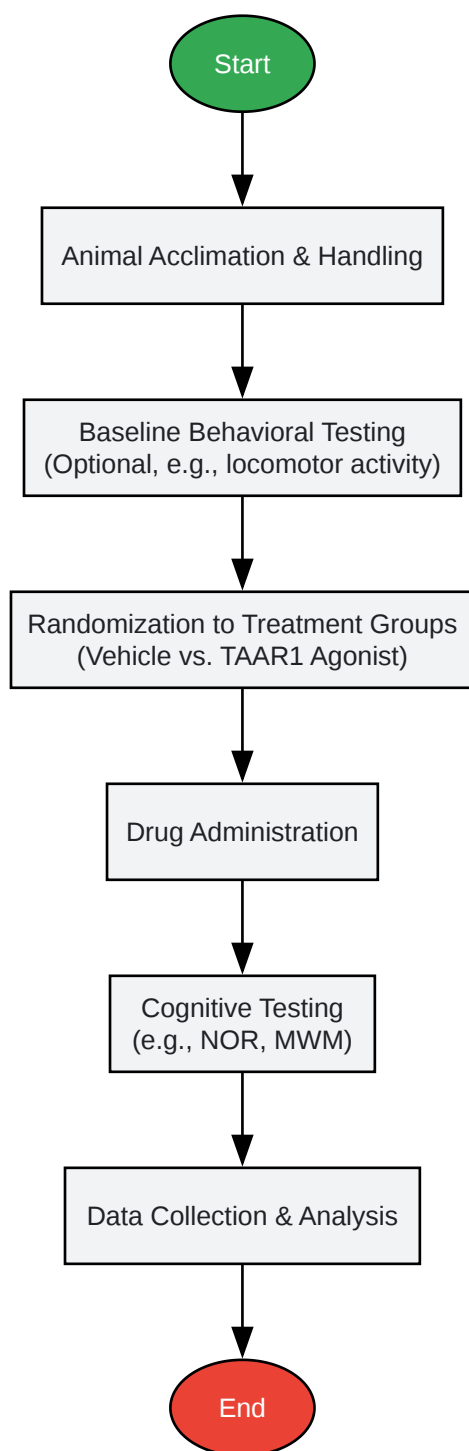 Start
Animal Acclimation & Handling
Baseline Behavioral Testing
(Optional, e.g., locomotor activity)
Randomization to Treatment Groups
(Vehicle vs. TAAR1 Agonist)
Drug Administration
Cognitive Testing
(e.g., NOR, MWM)
Data Collection & Analysis
End